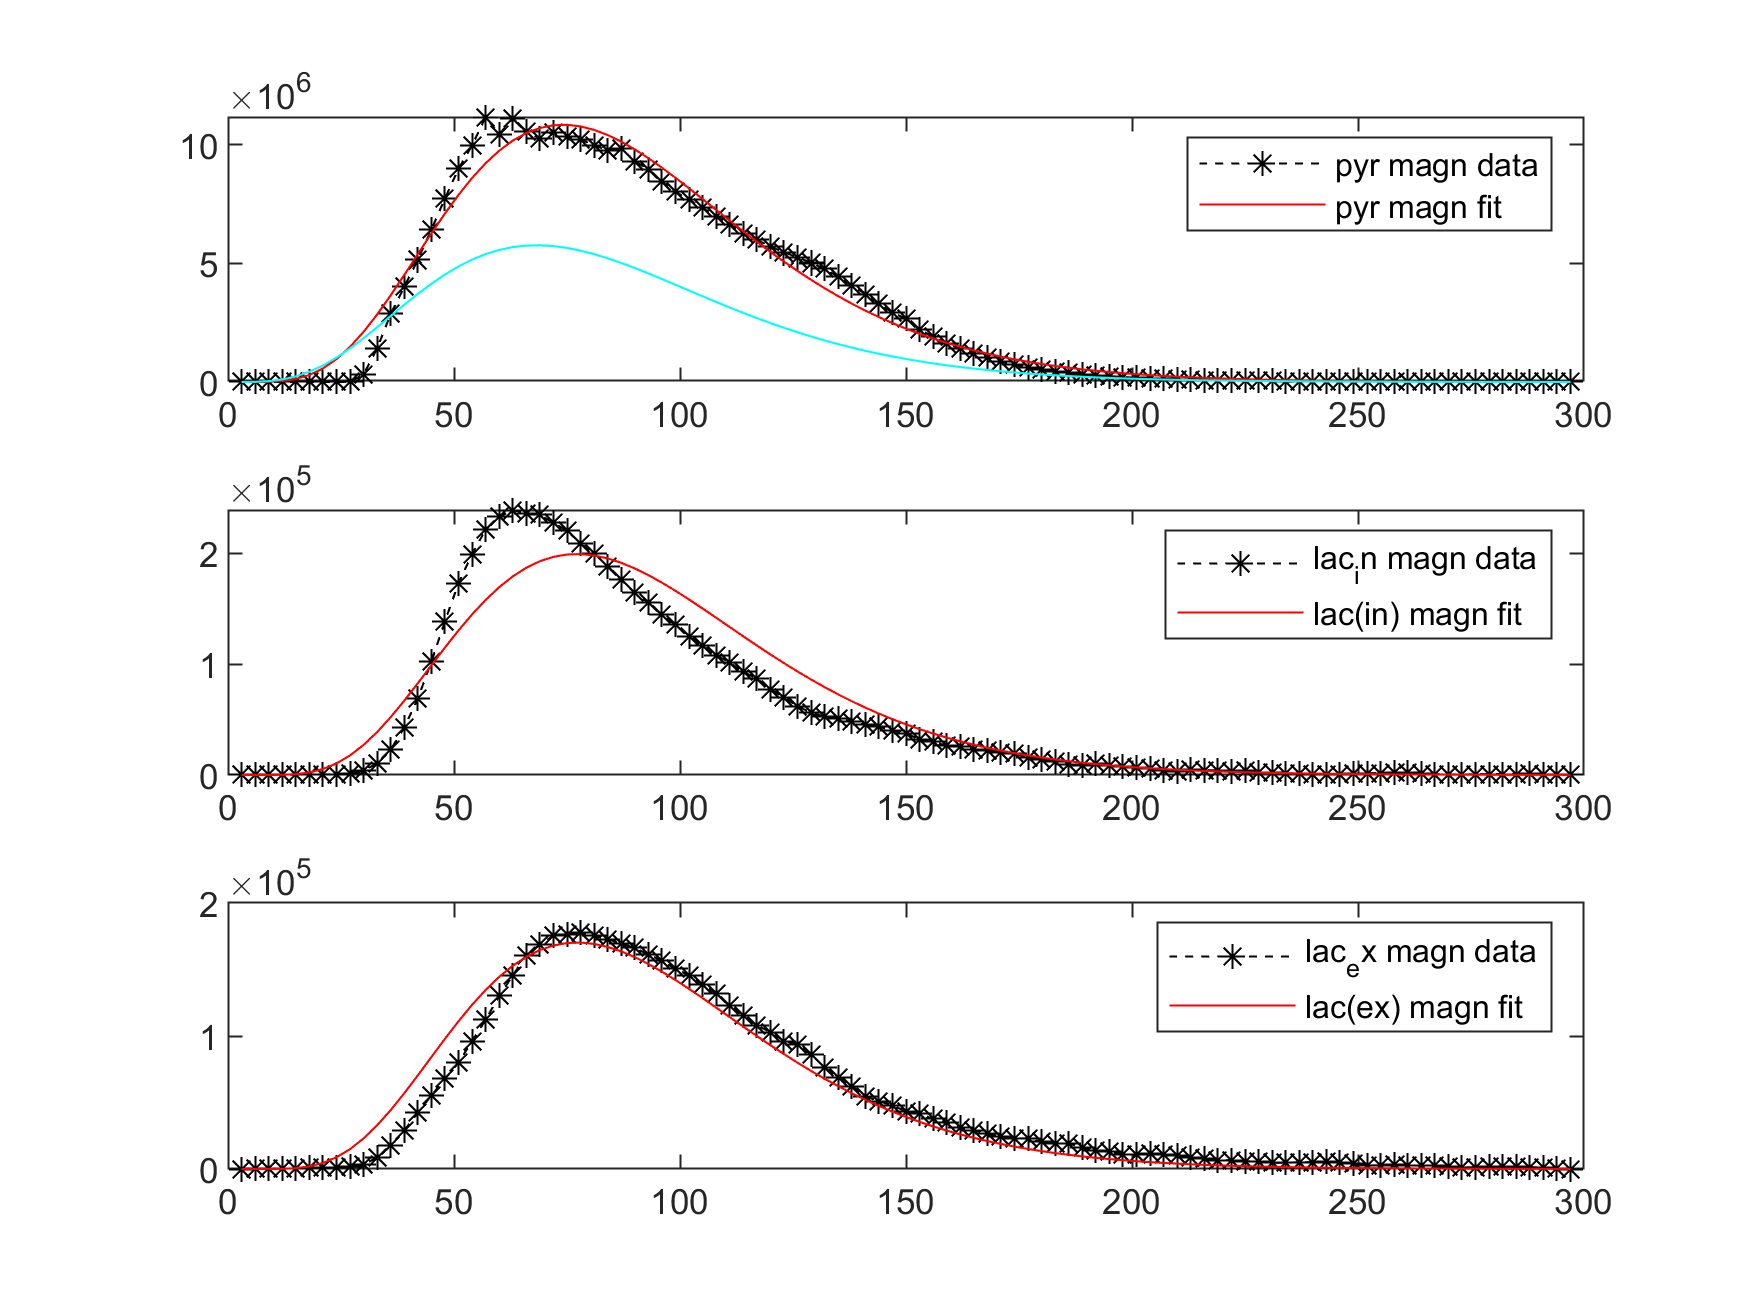 ×10^6
10
5
0
0 50 100 150 200 250 300
pyr magn data
pyr magn fit
×10^5
2
1
0
0 50 100 150 200 250 300
lac_in magn data
lac(in) magn fit
×10^5
2
1
0
0 50 100 150 200 250 300
lac_ex magn data
lac(ex) magn fit